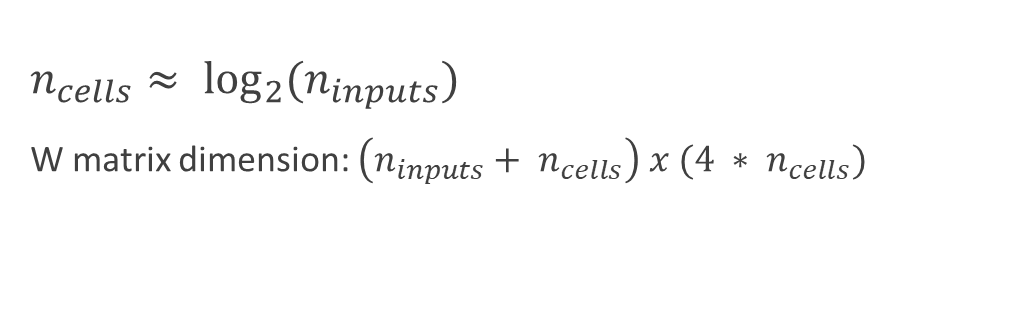 n_cells ≈ log₂(n_inputs)
W matrix dimension: (n_inputs + n_cells) x (4 * n_cells)